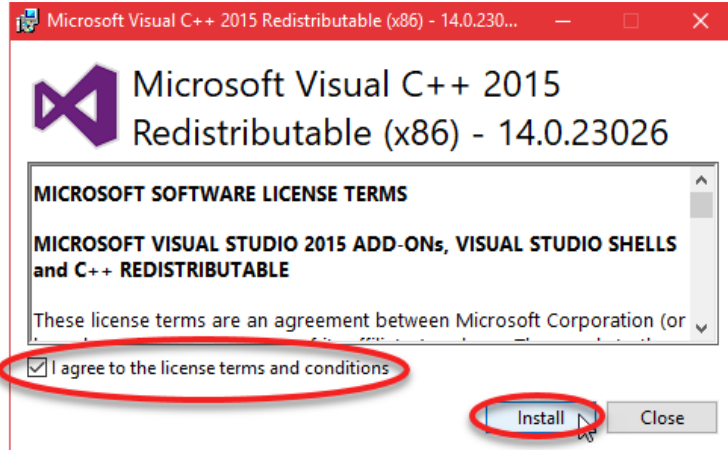 Microsoft Visual C++ 2015 Redistributable (x86) - 14.0.230...
Microsoft Visual C++ 2015
Redistributable (x86) - 14.0.23026
MICROSOFT SOFTWARE LICENSE TERMS
MICROSOFT VISUAL STUDIO 2015 ADD-ONs, VISUAL STUDIO SHELLS
and C++ REDISTRIBUTABLE
These license terms are an agreement between Microsoft Corporation (or
I agree to the license terms and conditions
Install
Close